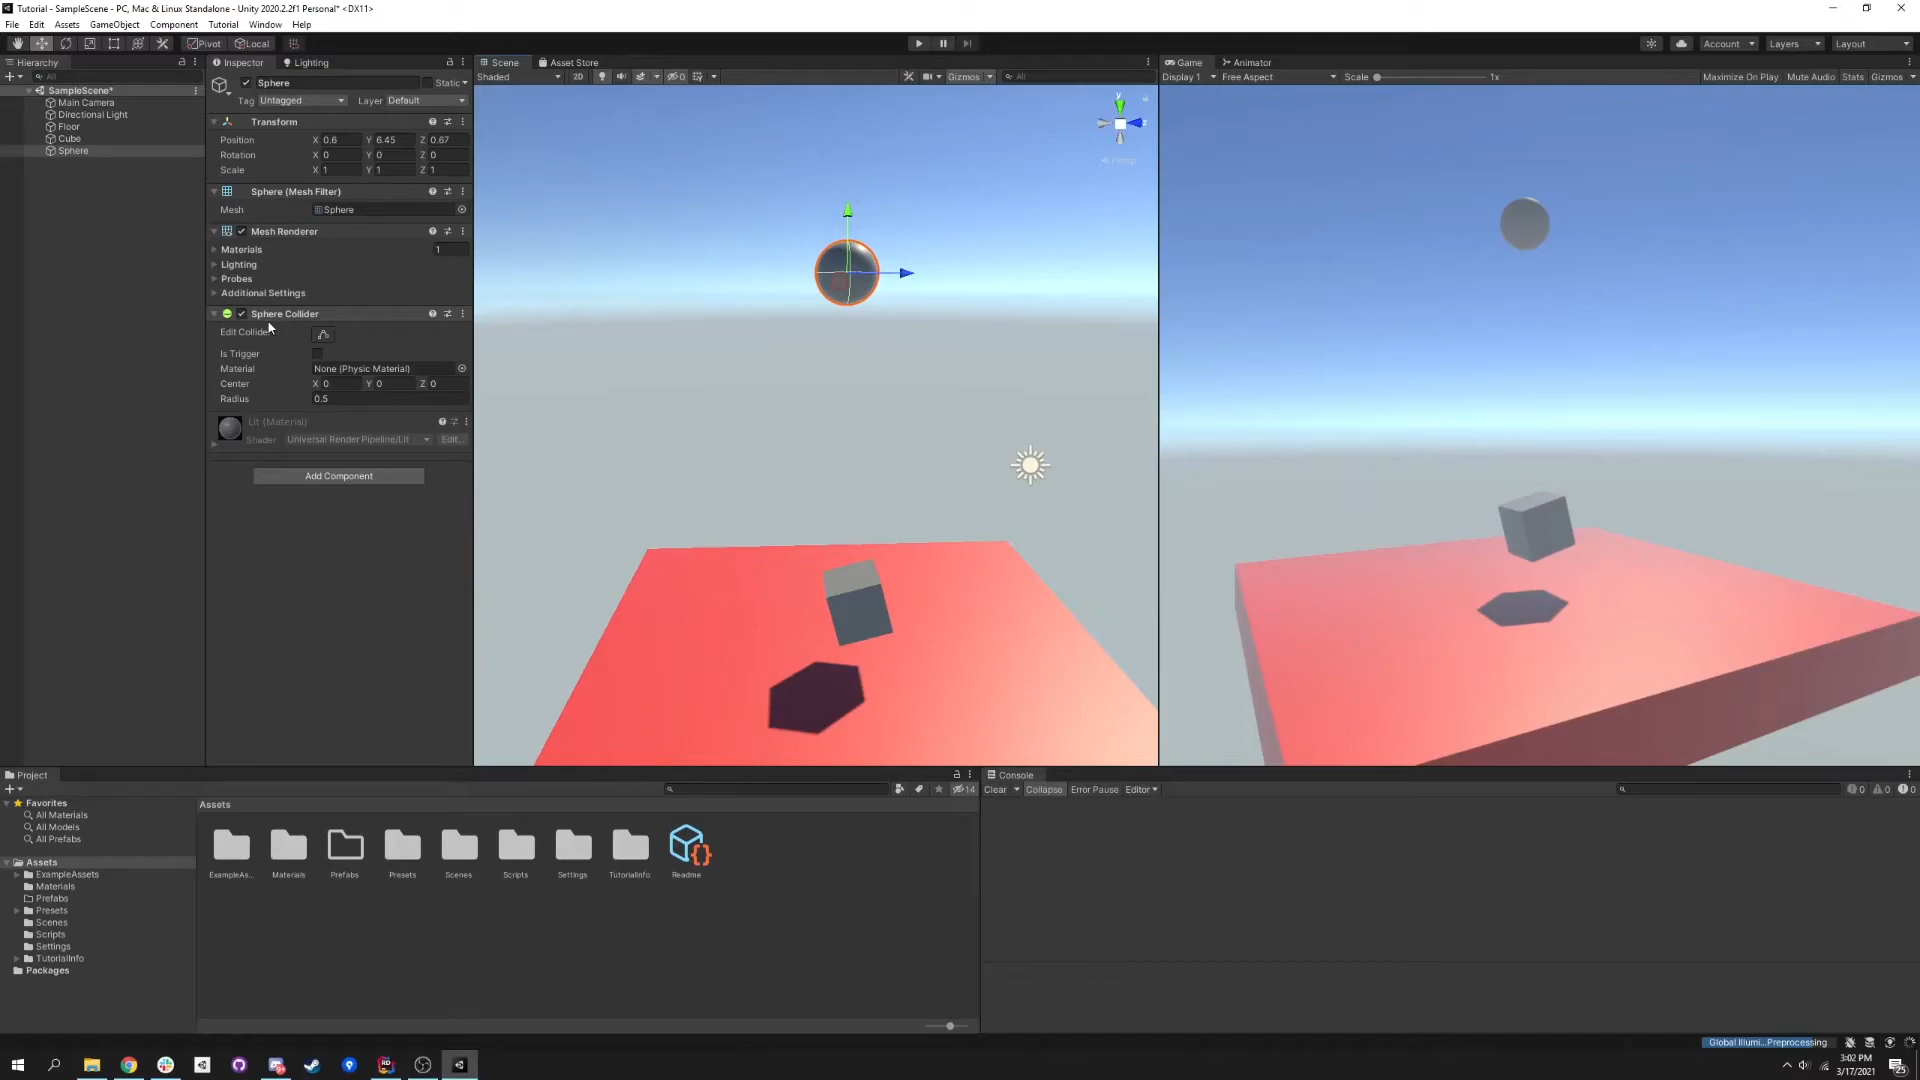 Tutorial - SampleScene - PC, Mac & Linux Standalone - Unity 2020.2.2f1 Personal* <DX11>
File Edit Assets GameObject Component Tutorial Window Help
Pivot Local Account Layers Layout
Hierarchy Inspector Lighting Scene Asset Store Game Animator
All Sphere Static Shaded 2D 0 Gizmos All Display 1 Free Aspect Scale 1x Maximize On Play Mute Audio Stats Gizmos
SampleScene*
Main Camera
Directional Light
Floor
Cube
Sphere
Tag Untagged Layer Default
Transform
Position X 0.6 Y 6.45 Z 0.67
Rotation X 0 Y 0 Z 0
Scale X 1 Y 1 Z 1
Sphere (Mesh Filter)
Mesh Sphere
Mesh Renderer
Materials 1
Lighting
Probes
Additional Settings
Sphere Collider
Edit Collide
Is Trigger
Material None (Physic Material)
Center X 0 Y 0 Z 0
Radius 0.5
Lit (Material)
Shader Universal Render Pipeline/Lit Edit...
Add Component
y
z
Persp
Project
14
Favorites
All Materials
All Models
All Prefabs
Assets
ExampleAssets
Materials
Prefabs
Presets
Scenes
Scripts
Settings
TutorialInfo
Packages
Assets
ExampleAs... Materials Prefabs Presets Scenes Scripts Settings TutorialInfo Readme
Console
Clear Collapse Error Pause Editor 0 0 0
Global Illumi...Preprocessing
3:02 PM
3/17/2021
25